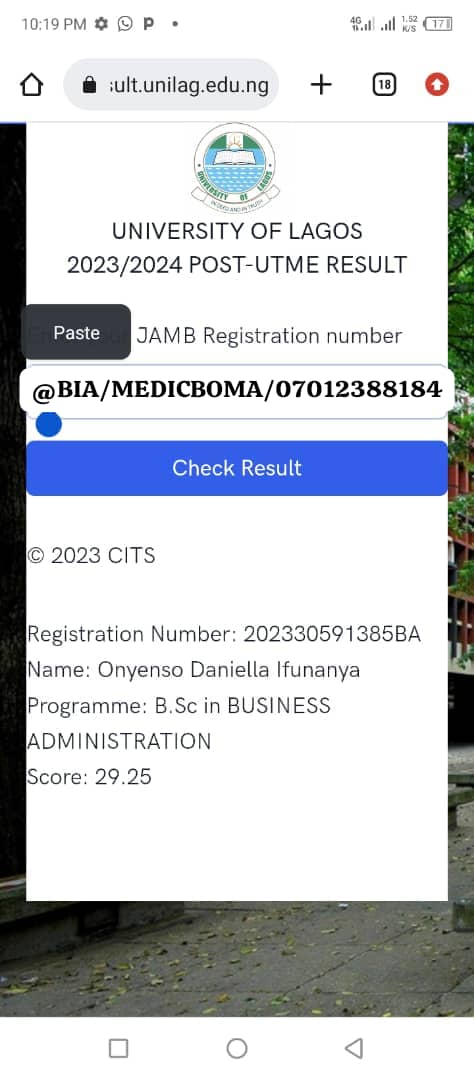 10:19 PM
4G
1.52 K/S
17
:ult.unilag.edu.ng
18
UNIVERSITY OF LAGOS
IN DEED AND IN TRUTH
UNIVERSITY OF LAGOS
2023/2024 POST-UTME RESULT
Paste
JAMB Registration number
@BIA/MEDICBOMA/07012388184
Check Result
© 2023 CITS
Registration Number: 202330591385BA
Name: Onyenso Daniella Ifunanya
Programme: B.Sc in BUSINESS
ADMINISTRATION
Score: 29.25